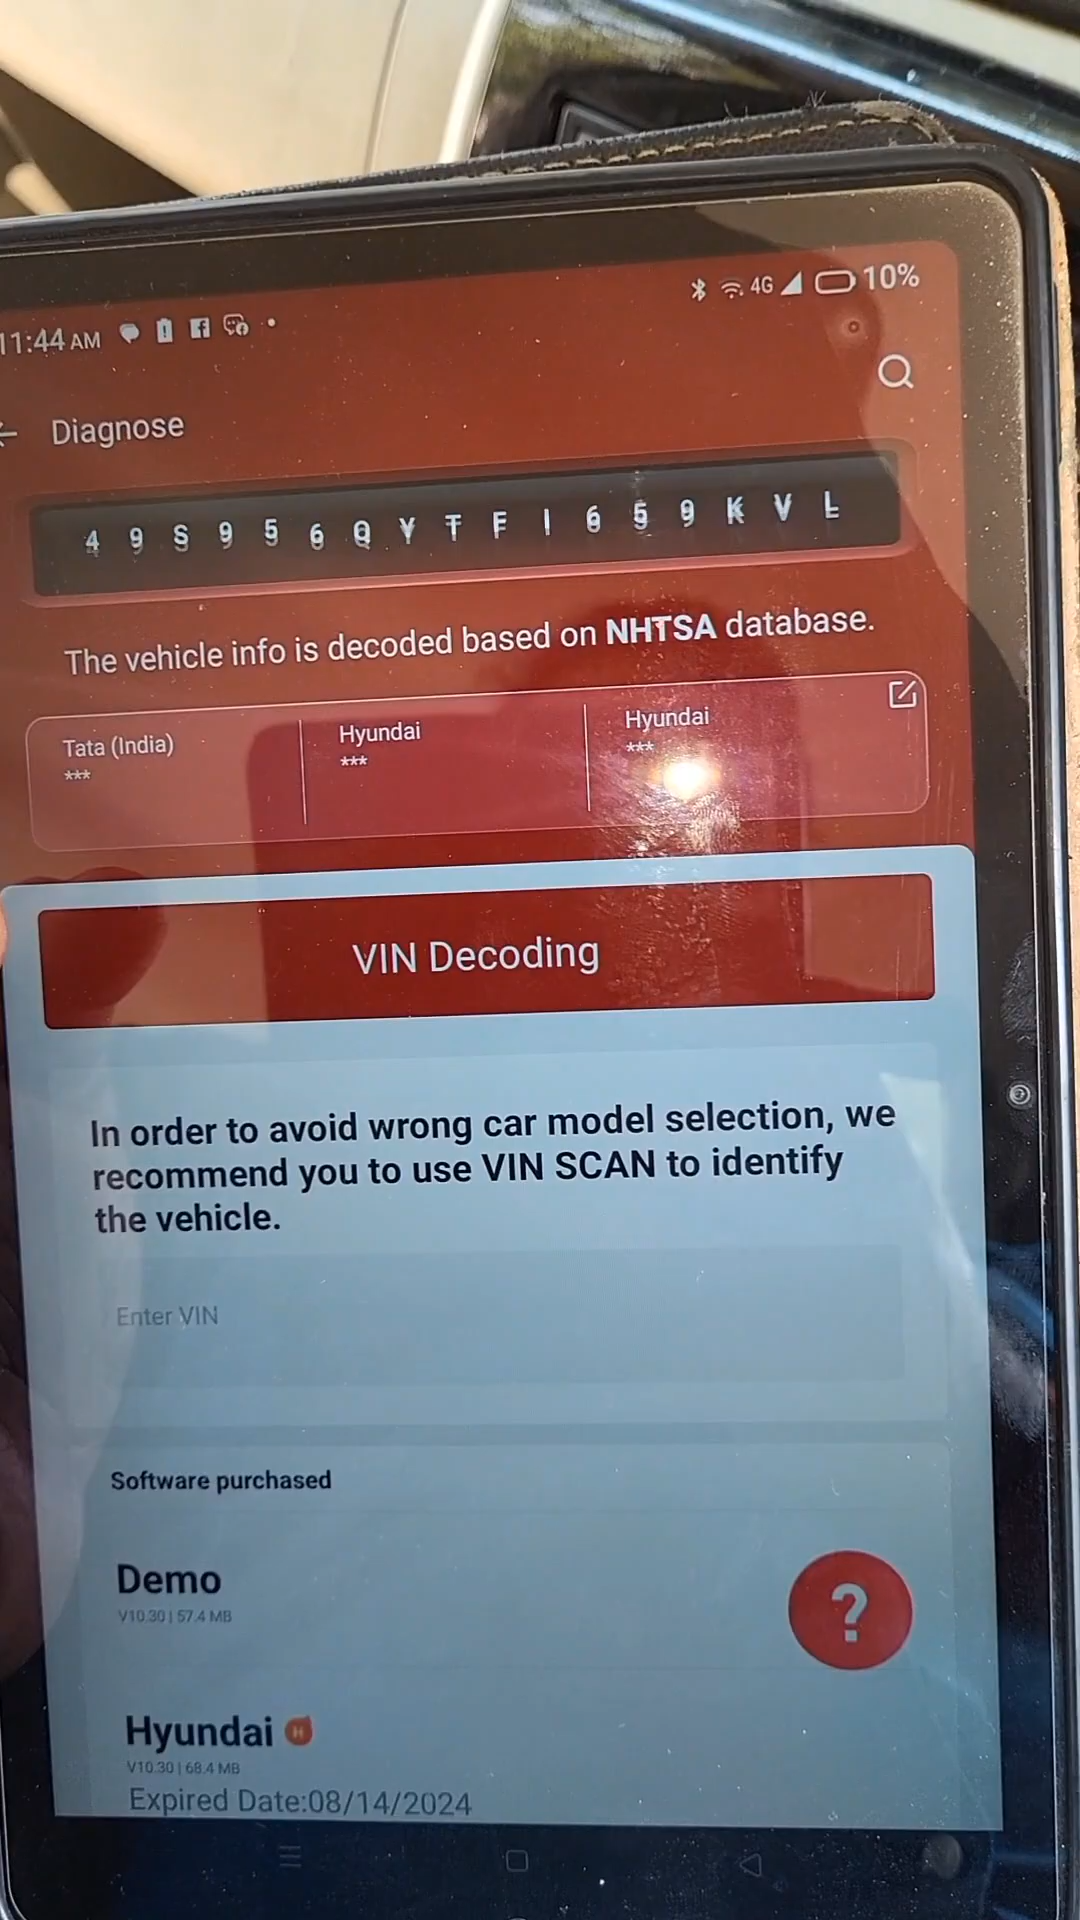 11:44 AM
4G 10%
Diagnose
4 9 S 9 5 6 Q Y T F I 6 5 9 K V L
The vehicle info is decoded based on NHTSA database.
Tata (India)
***
Hyundai
***
Hyundai
***
VIN Decoding
In order to avoid wrong car model selection, we
recommend you to use VIN SCAN to identify
the vehicle.
Enter VIN
Software purchased
Demo
V10.30 | 57.4 MB
?
Hyundai H
V10.30 | 68.4 MB
Expired Date:08/14/2024